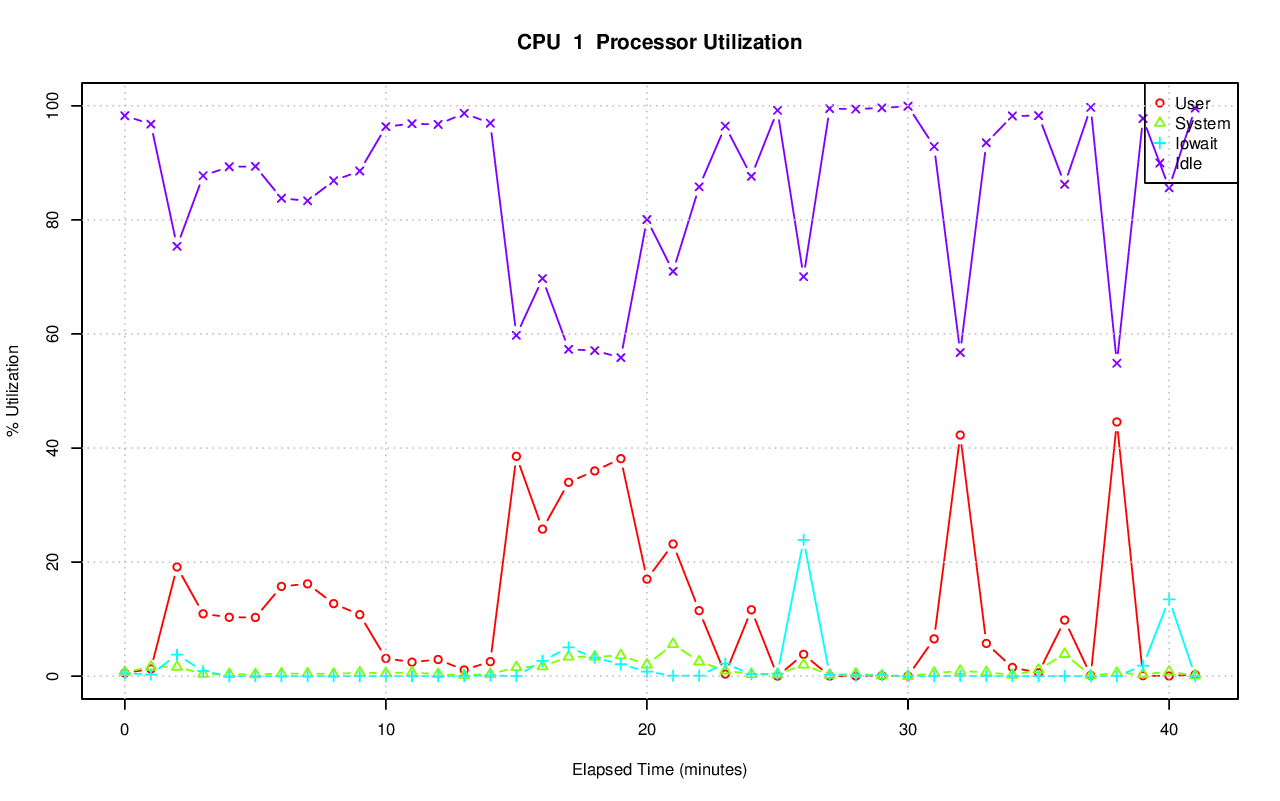 CPU 1 Processor Utilization
% Utilization
100
80
60
40
20
0
User
System
Iowait
Idle
0 10 20 30 40
Elapsed Time (minutes)